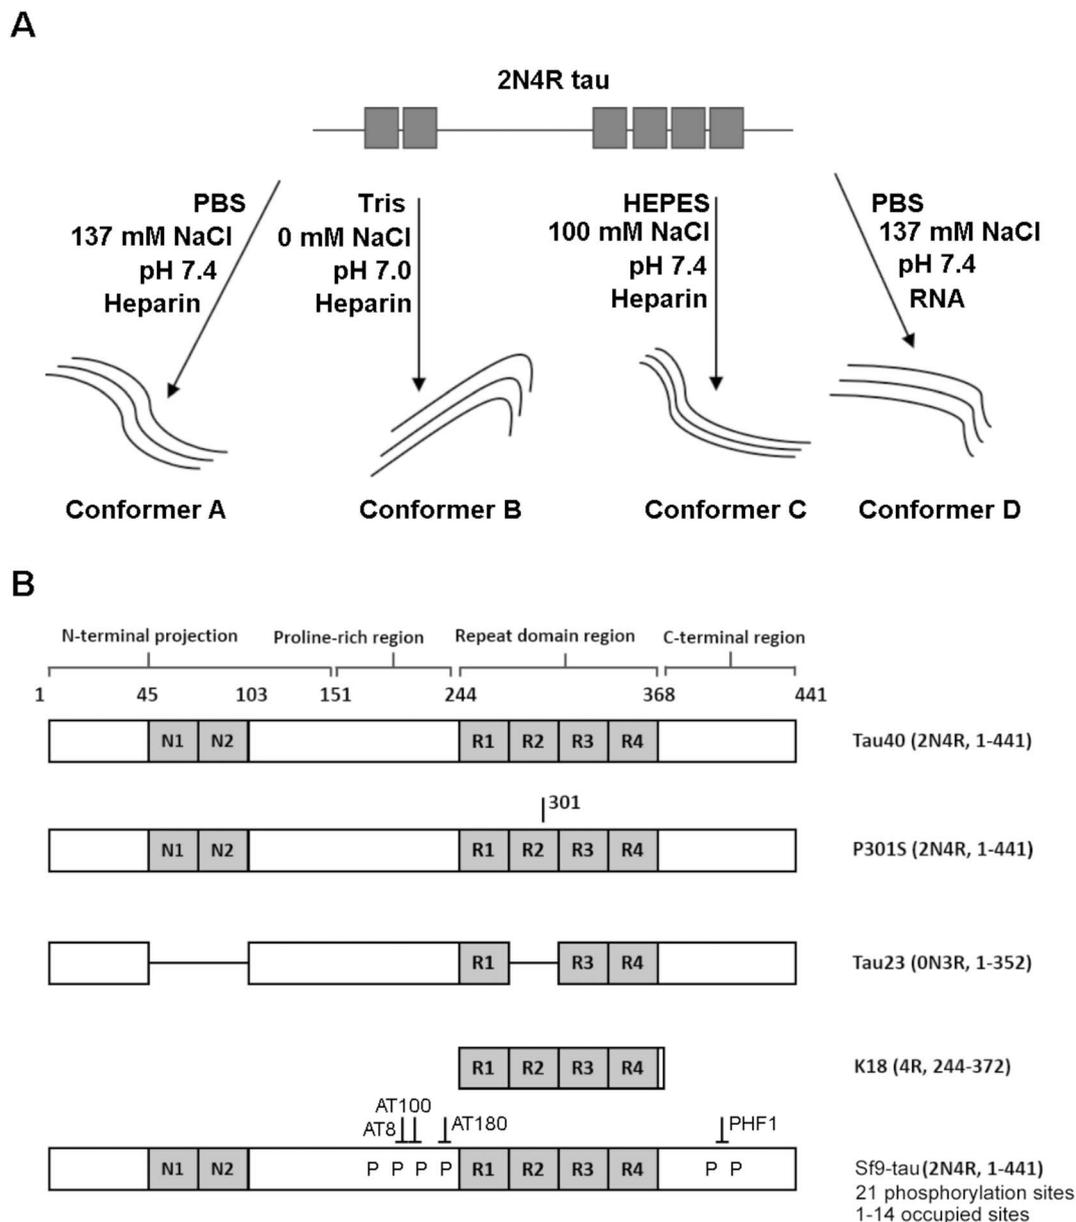 A
2N4R tau
PBS
137 mM NaCl
pH 7.4
Heparin
Tris
0 mM NaCl
pH 7.0
Heparin
HEPES
100 mM NaCl
pH 7.4
Heparin
PBS
137 mM NaCl
pH 7.4
RNA
Conformer A
Conformer B
Conformer C
Conformer D
B
N-terminal projection
Proline-rich region
Repeat domain region
C-terminal region
1 45 103 151 244 368 441
N1 N2 R1 R2 R3 R4 Tau40 (2N4R, 1-441)
301
N1 N2 R1 R2 R3 R4 P301S (2N4R, 1-441)
R1 R3 R4 Tau23 (0N3R, 1-352)
R1 R2 R3 R4 K18 (4R, 244-372)
AT100
AT8 AT180 PHF1
N1 N2 P P P P R1 R2 R3 R4 P P Sf9-tau(2N4R, 1-441)
21 phosphorylation sites
1-14 occupied sites